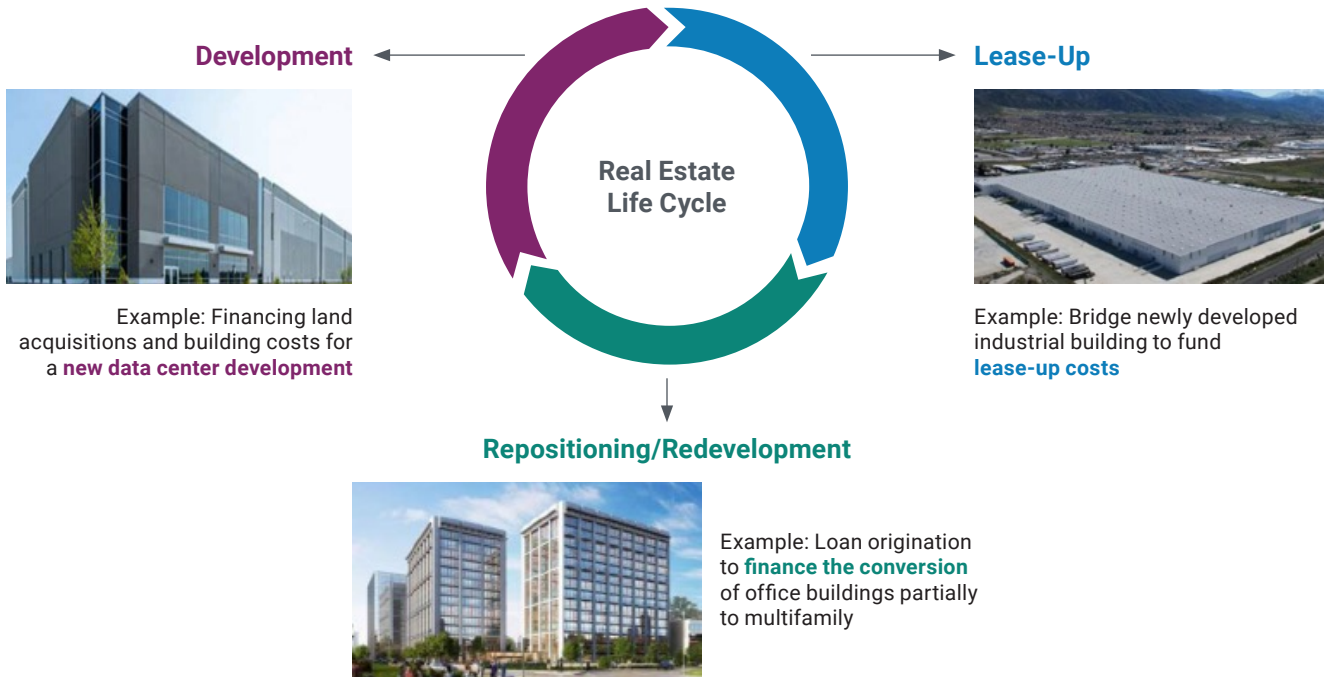 Development
Lease-Up
Real Estate
Life Cycle
Example: Financing land
acquisitions and building costs for
a new data center development
Example: Bridge newly developed
industrial building to fund
lease-up costs
Repositioning/Redevelopment
Example: Loan origination
to finance the conversion
of office buildings partially
to multifamily